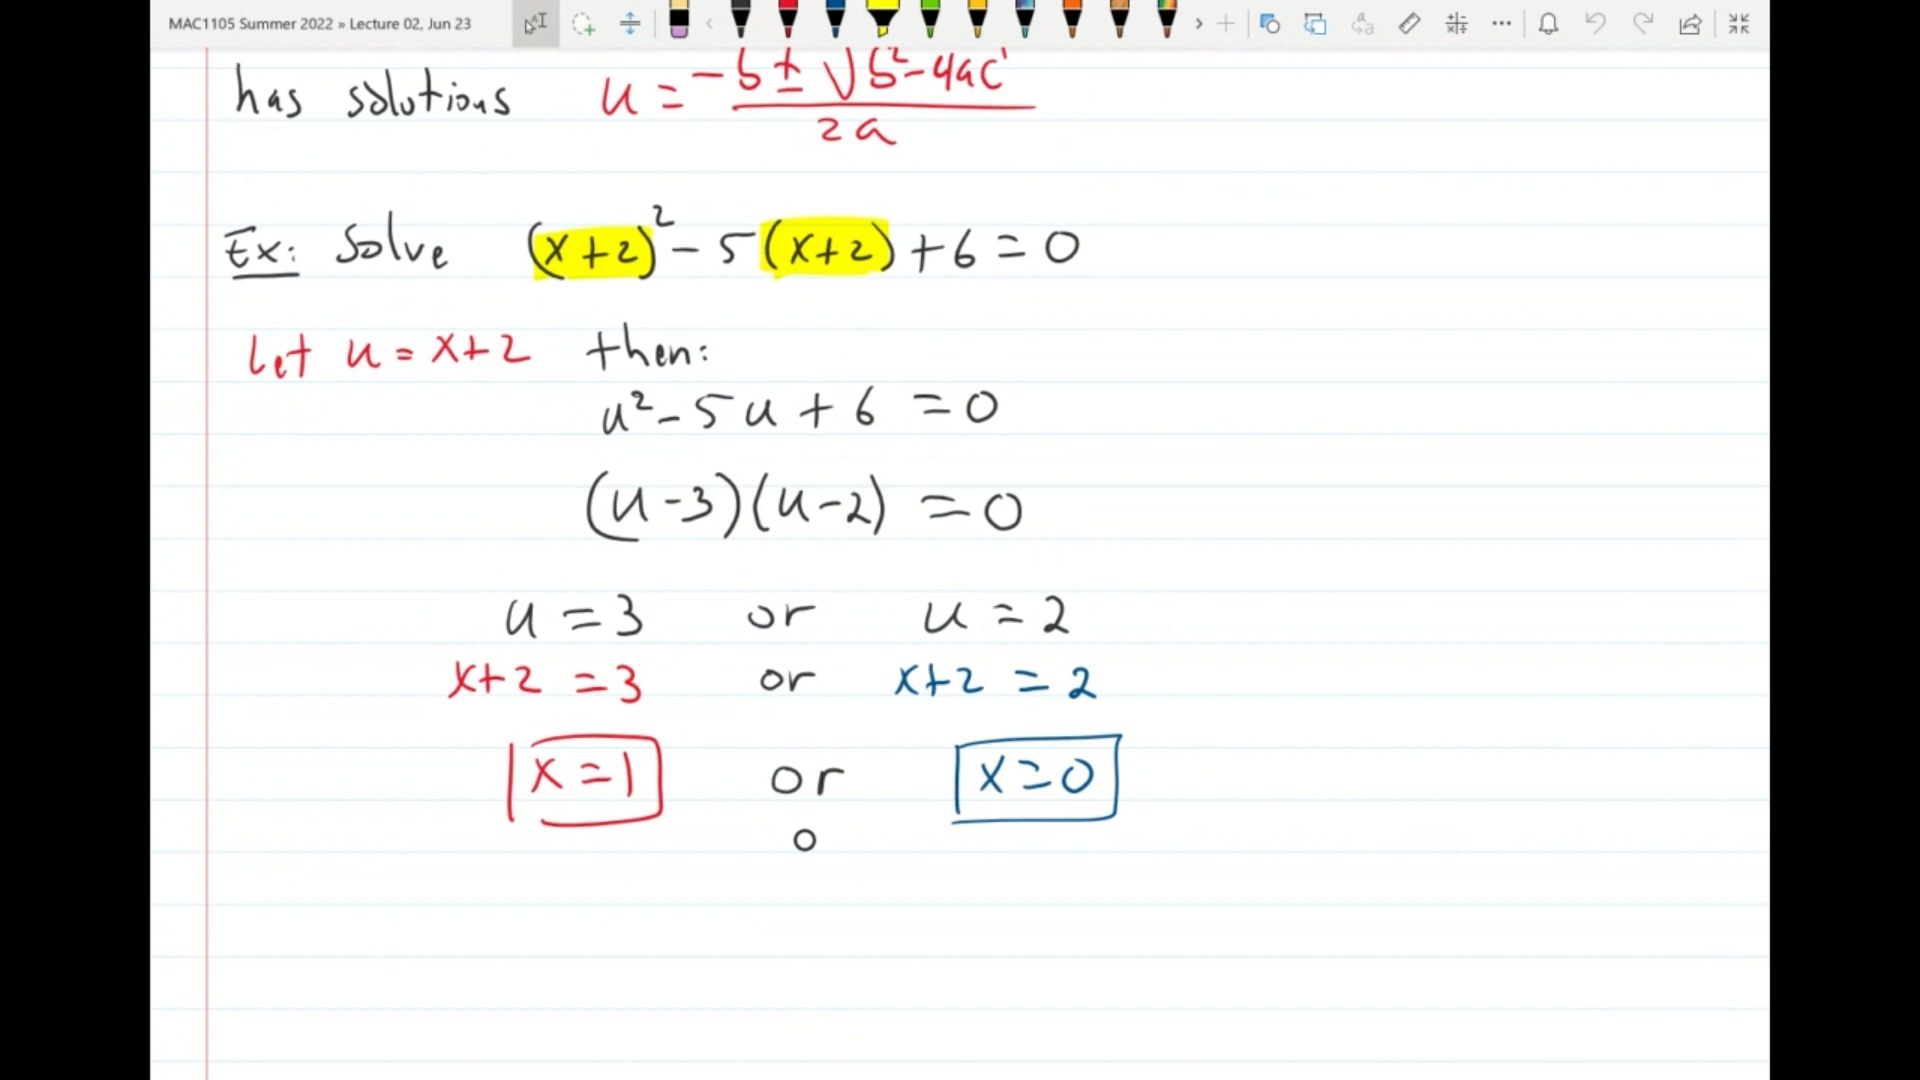 MAC1105 Summer 2022 » Lecture 02, Jun 23
has solutions u = (-b ± √(b²-4ac))/(2a)
Ex: Solve (x+2)² - 5(x+2) + 6 = 0
Let u = x+2 then:
u² - 5u + 6 = 0
(u-3)(u-2) = 0
u = 3 or u = 2
x+2 = 3 or x+2 = 2
x = 1 or x = 0